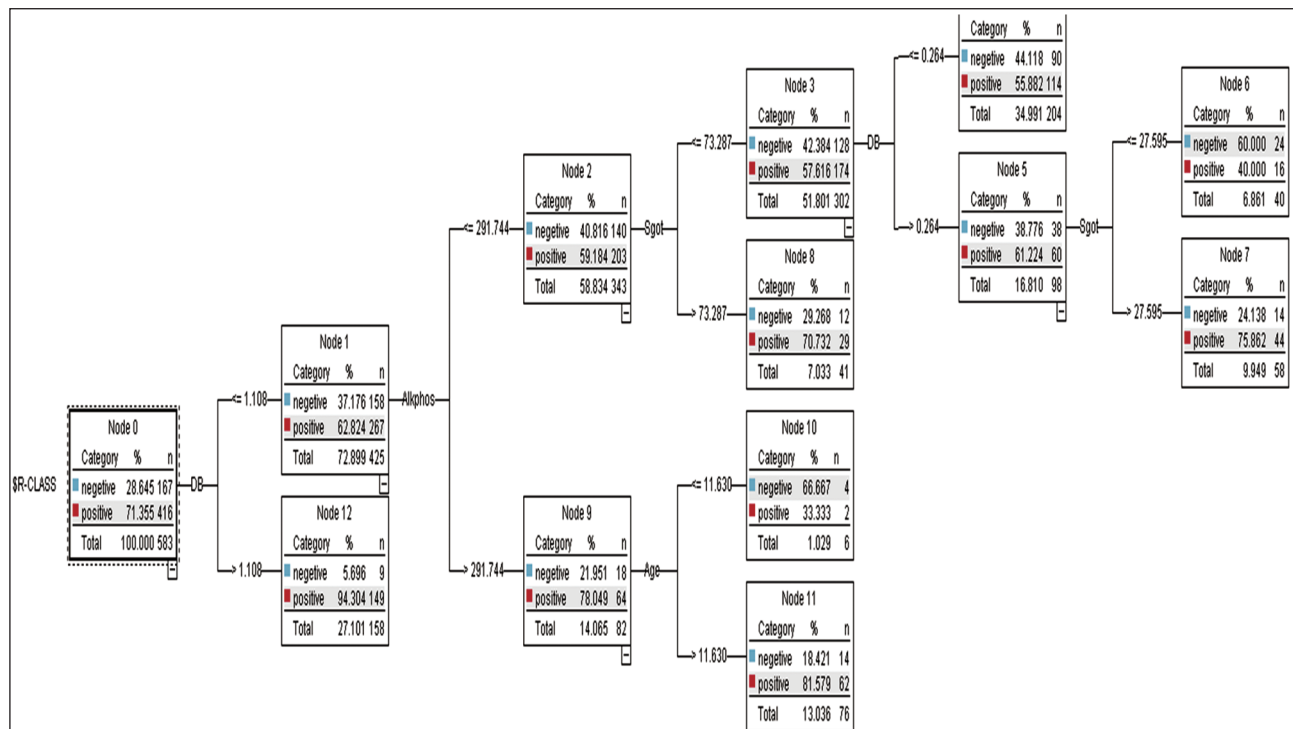 $R-CLASS
Node 0
Category % n
negetive 28.645 167
positive 71.355 416
Total 100.000 583
DB
<= 1.108
Node 1
Category % n
negetive 37.176 158
positive 62.824 267
Total 72.899 425
> 1.108
Node 12
Category % n
negetive 5.696 9
positive 94.304 149
Total 27.101 158
Alkphos
<= 291.744
Node 2
Category % n
negetive 40.816 140
positive 59.184 203
Total 58.834 343
> 291.744
Node 9
Category % n
negetive 21.951 18
positive 78.049 64
Total 14.065 82
Sgot
<= 73.287
Node 3
Category % n
negetive 42.384 128
positive 57.616 174
Total 51.801 302
> 73.287
Node 8
Category % n
negetive 29.268 12
positive 70.732 29
Total 7.033 41
Age
<= 11.630
Node 10
Category % n
negetive 66.667 4
positive 33.333 2
Total 1.029 6
> 11.630
Node 11
Category % n
negetive 18.421 14
positive 81.579 62
Total 13.036 76
DB
<= 0.264
Category % n
negetive 44.118 90
positive 55.882 114
Total 34.991 204
> 0.264
Node 5
Category % n
negetive 38.776 38
positive 61.224 60
Total 16.810 98
Sgot
<= 27.595
Node 6
Category % n
negetive 60.000 24
positive 40.000 16
Total 6.861 40
> 27.595
Node 7
Category % n
negetive 24.138 14
positive 75.862 44
Total 9.949 58